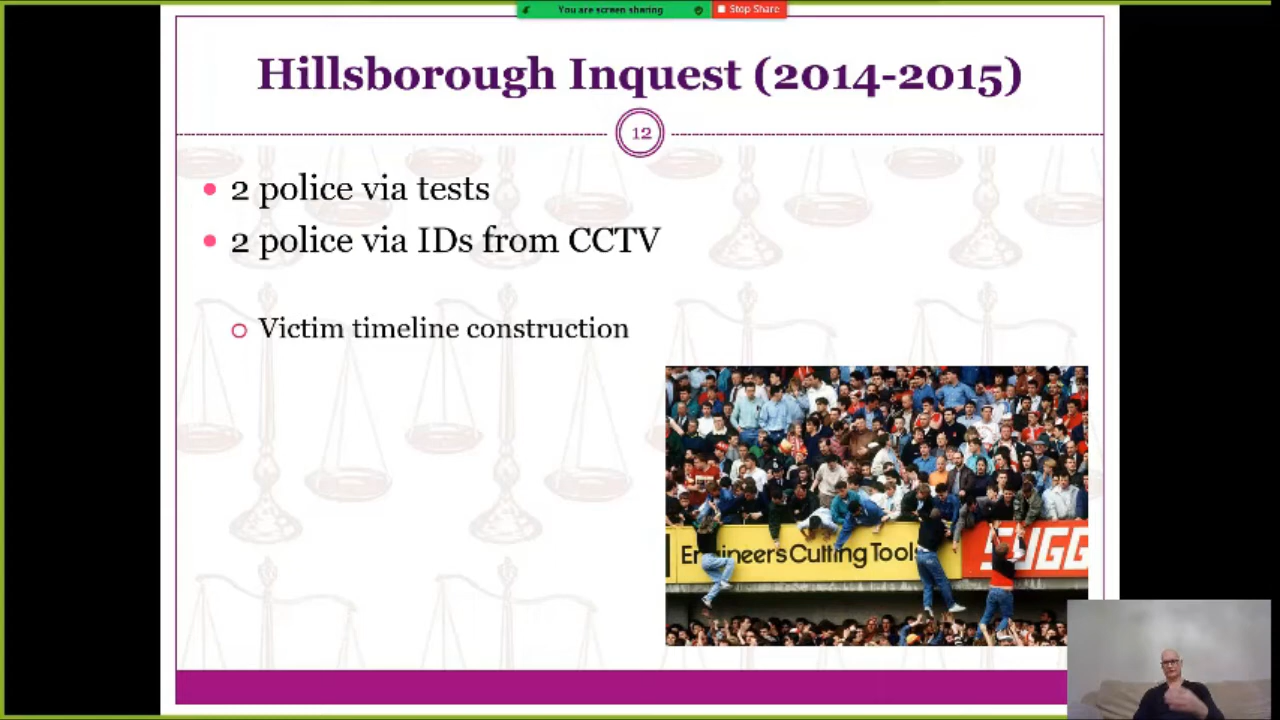 You are screen sharing
Stop Share
Hillsborough Inquest (2014-2015)
12
2 police via tests
2 police via IDs from CCTV
Victim timeline construction
Engineers Cutting Tools
SUGG